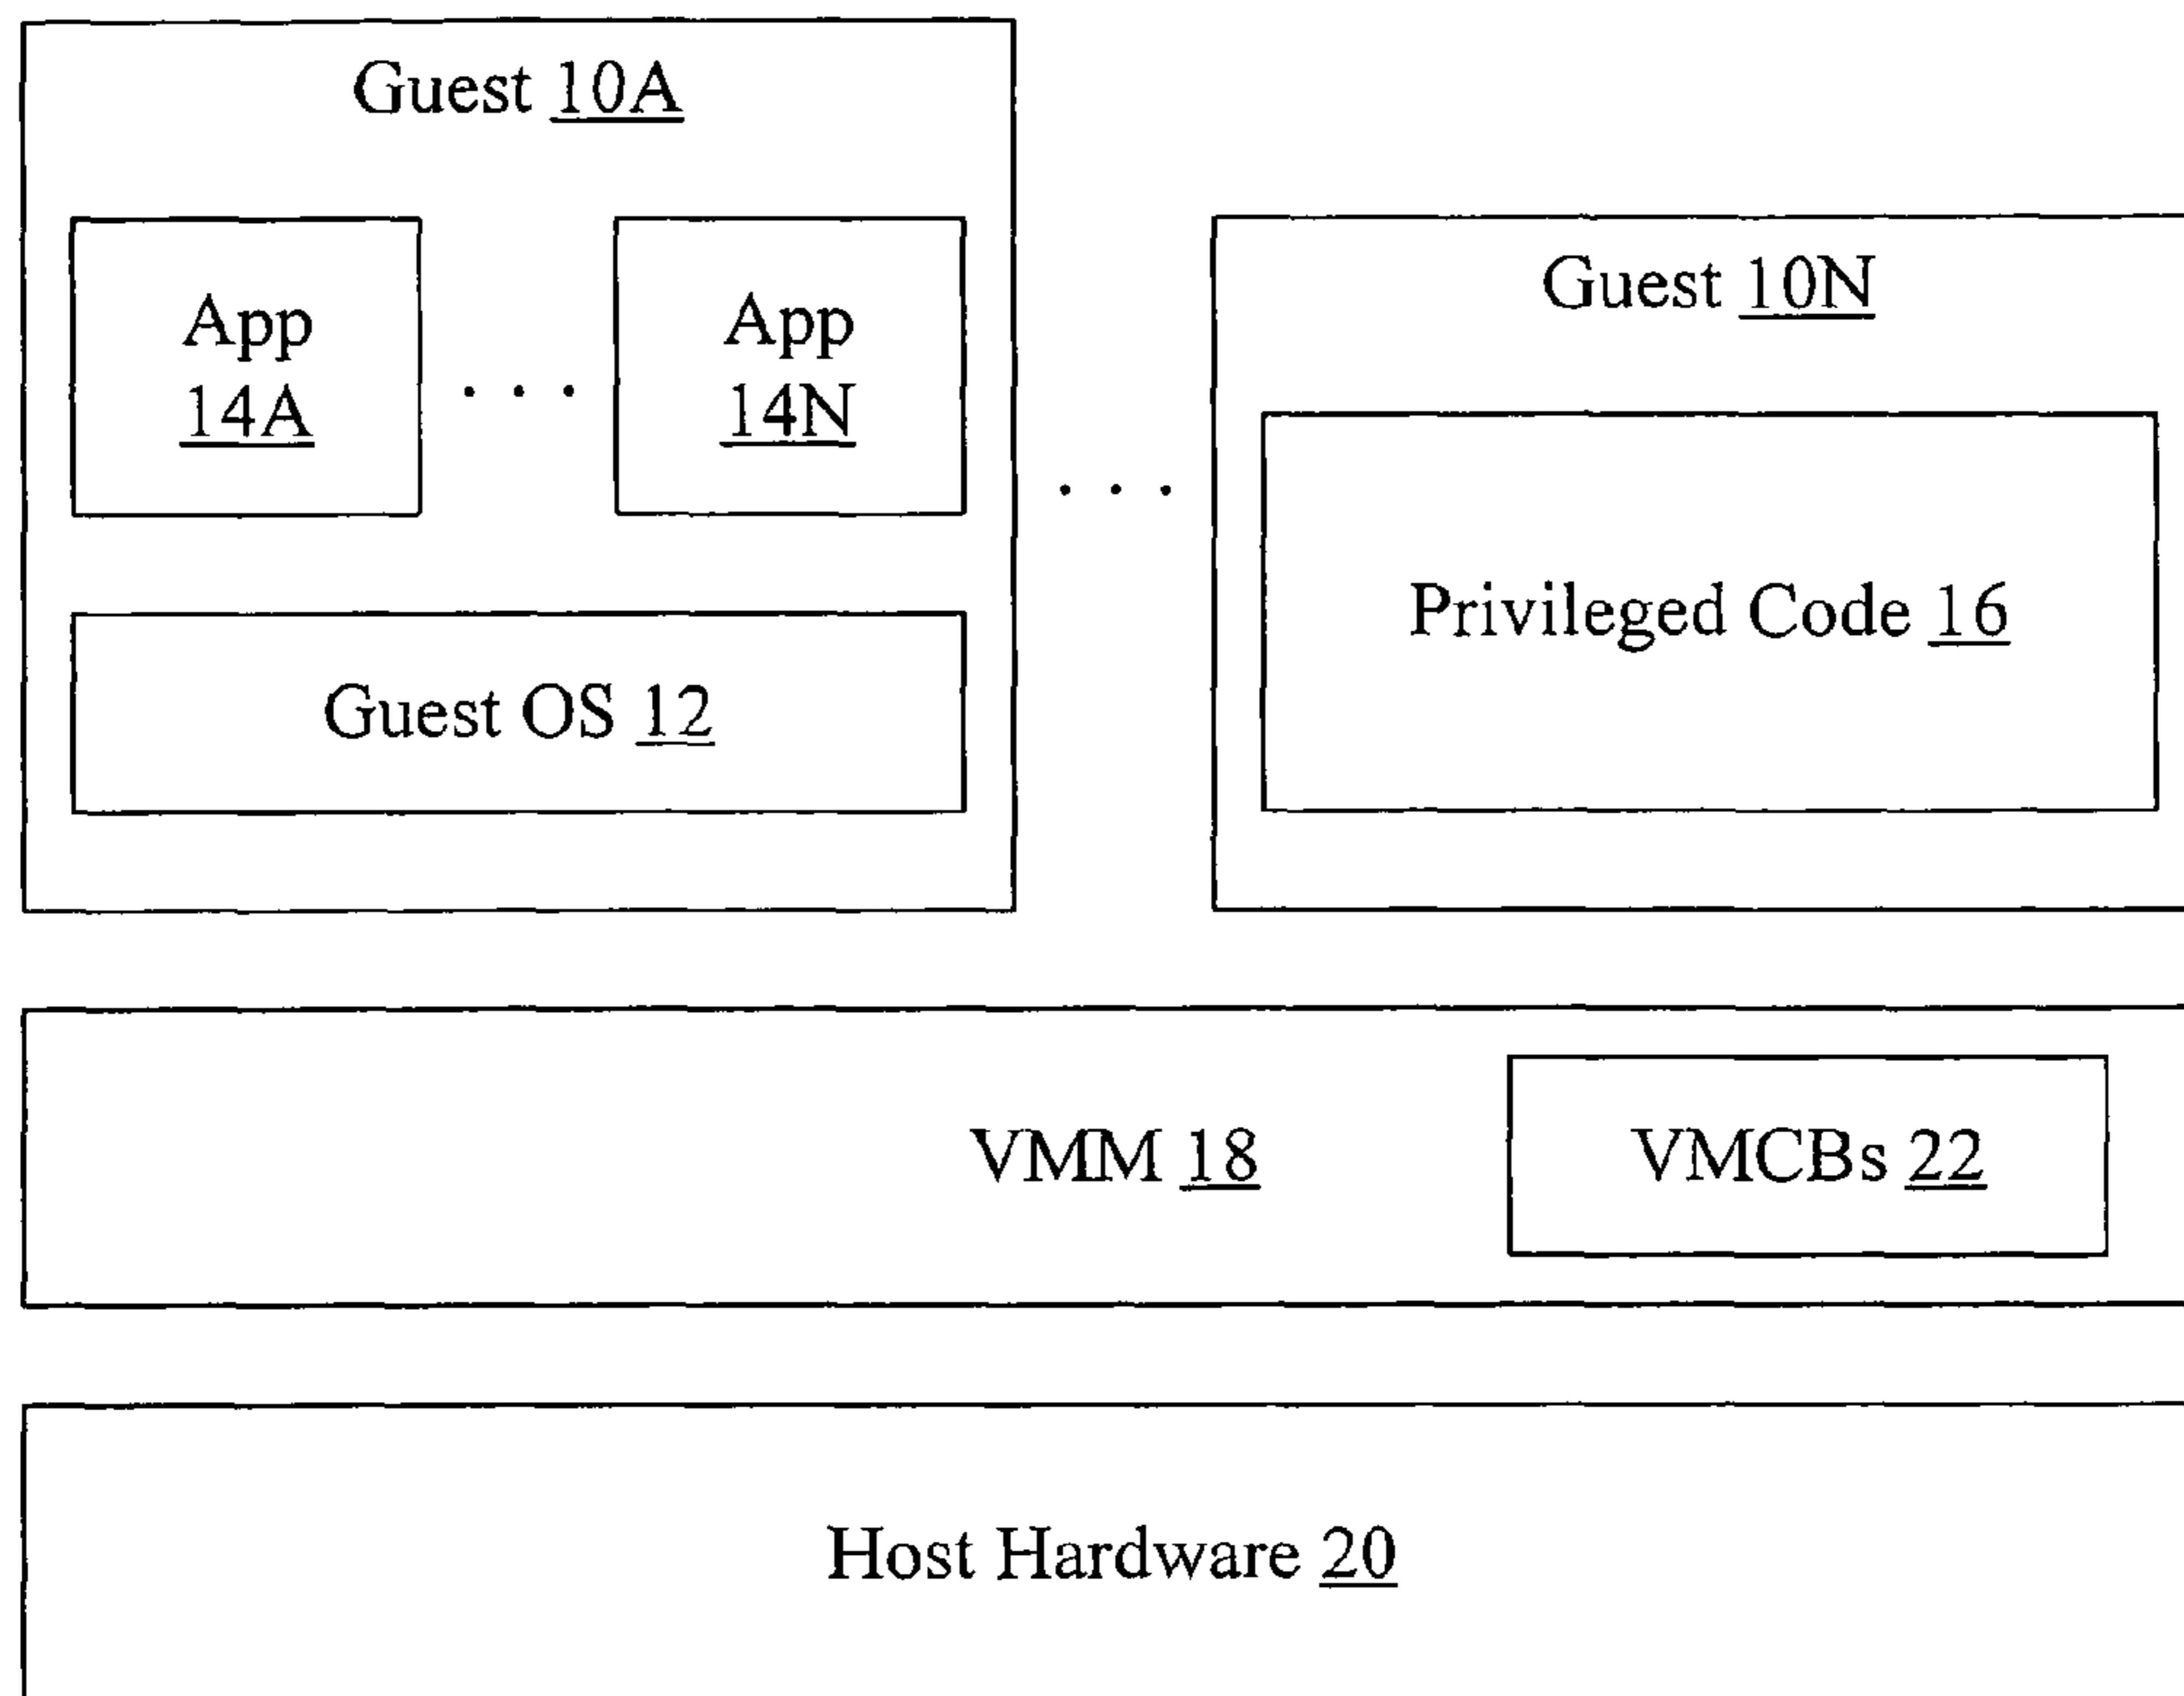 Guest 10A
App
14A
. . .
App
14N
Guest OS 12
. . .
Guest 10N
Privileged Code 16
VMM 18
VMCBs 22
Host Hardware 20